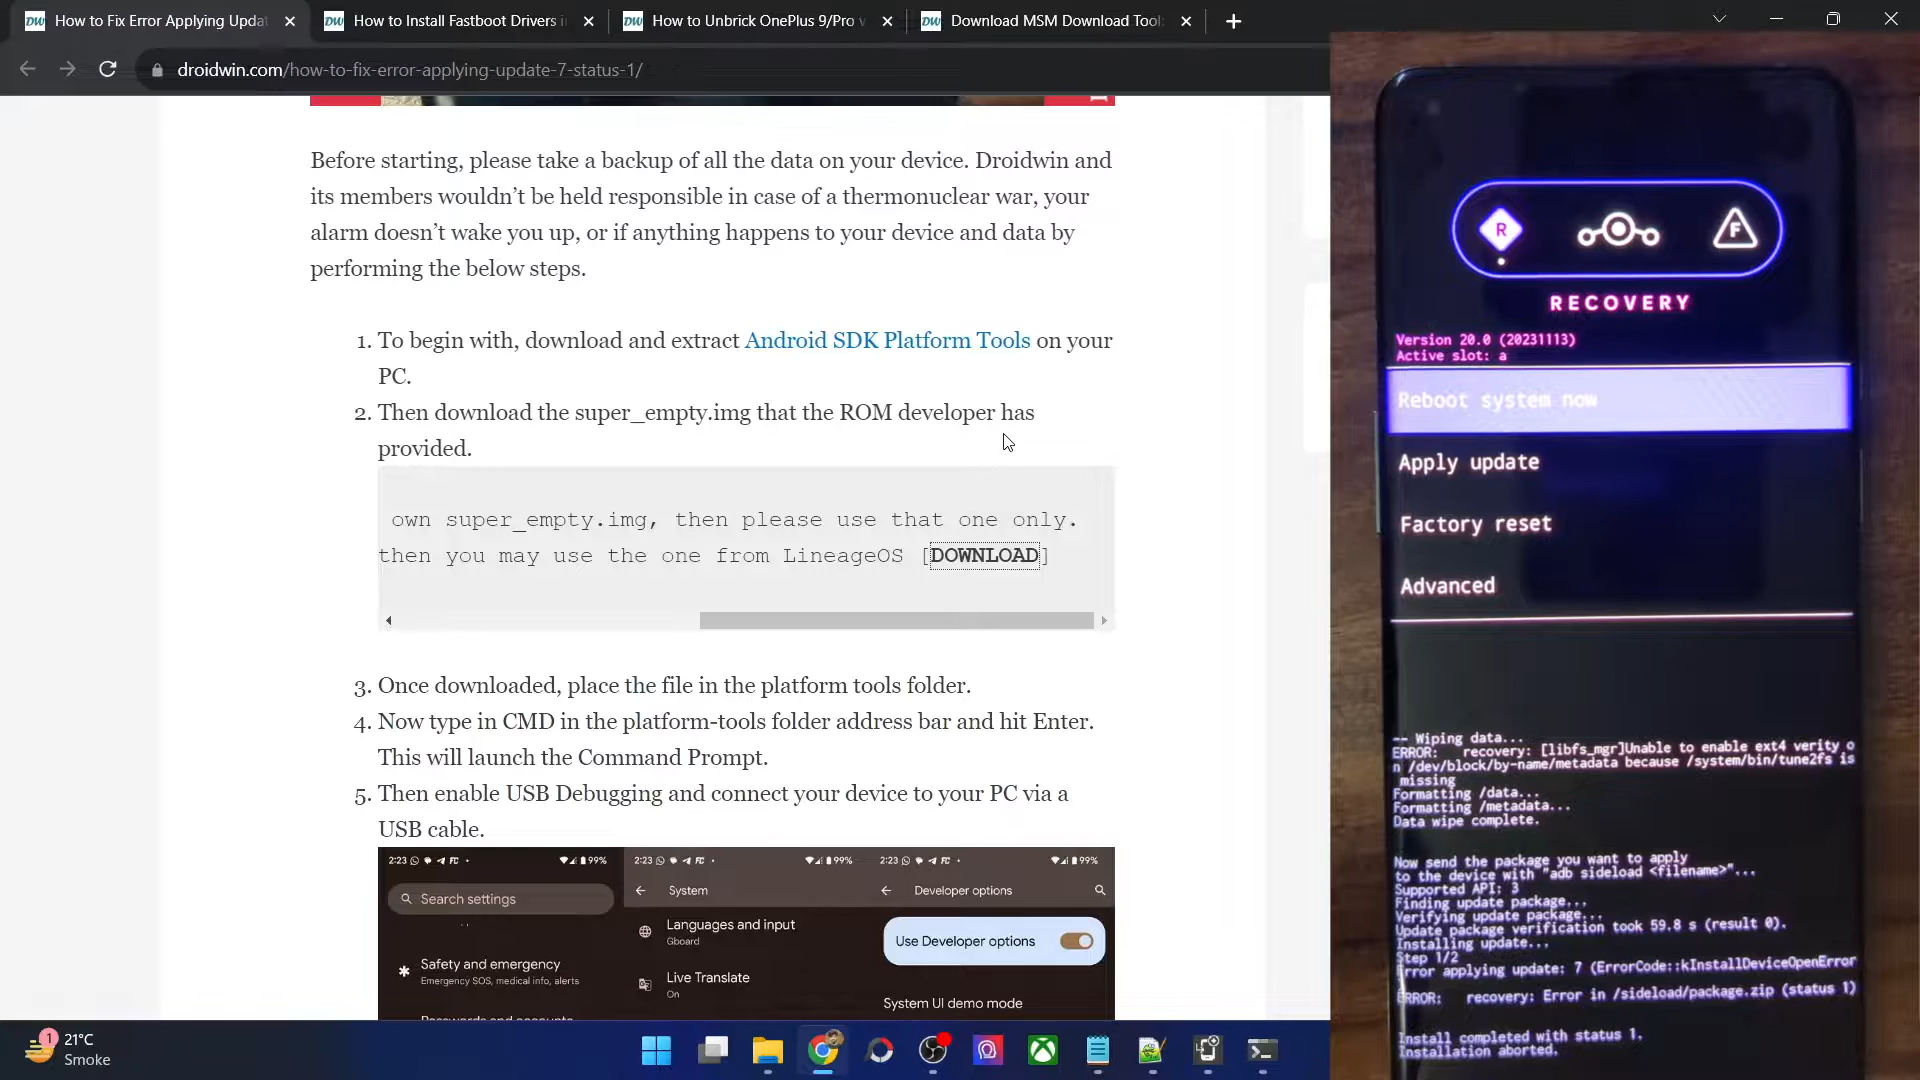 How to Fix Error Applying Updat
How to Install Fastboot Drivers i
How to Unbrick OnePlus 9/Pro v
Download MSM Download Tool
droidwin.com/how-to-fix-error-applying-update-7-status-1/
Before starting, please take a backup of all the data on your device. Droidwin and
its members wouldn’t be held responsible in case of a thermonuclear war, your
alarm doesn’t wake you up, or if anything happens to your device and data by
performing the below steps.
1. To begin with, download and extract Android SDK Platform Tools on your
PC.
2. Then download the super_empty.img that the ROM developer has
provided.
own super_empty.img, then please use that one only.
then you may use the one from LineageOS [DOWNLOAD]
3. Once downloaded, place the file in the platform tools folder.
4. Now type in CMD in the platform-tools folder address bar and hit Enter.
This will launch the Command Prompt.
5. Then enable USB Debugging and connect your device to your PC via a
USB cable.
2:23 99%
Search settings
Safety and emergency
Emergency SOS, medical info, alerts
2:23 99%
System
Languages and input
Gboard
Live Translate
On
2:23 99%
Developer options
Use Developer options
System UI demo mode
1
21°C
Smoke
R F
RECOVERY
Version 20.0 (20231113)
Active slot: a
Reboot system now
Apply update
Factory reset
Advanced
-- Wiping data...
ERROR: recovery: [libfs_mgr]Unable to enable ext4 verity o
n /dev/block/by-name/metadata because /system/bin/tune2fs is
missing
Formatting /data...
Formatting /metadata...
Data wipe complete.
Now send the package you want to apply
to the device with "adb sideload <filename>"...
Supported API: 3
Finding update package...
Verifying update package...
Update package verification took 59.8 s (result 0).
Installing update...
Step 1/2
Error applying update: 7 (ErrorCode::kInstallDeviceOpenError
ERROR: recovery: Error in /sideload/package.zip (status 1)
Install completed with status 1.
Installation aborted.